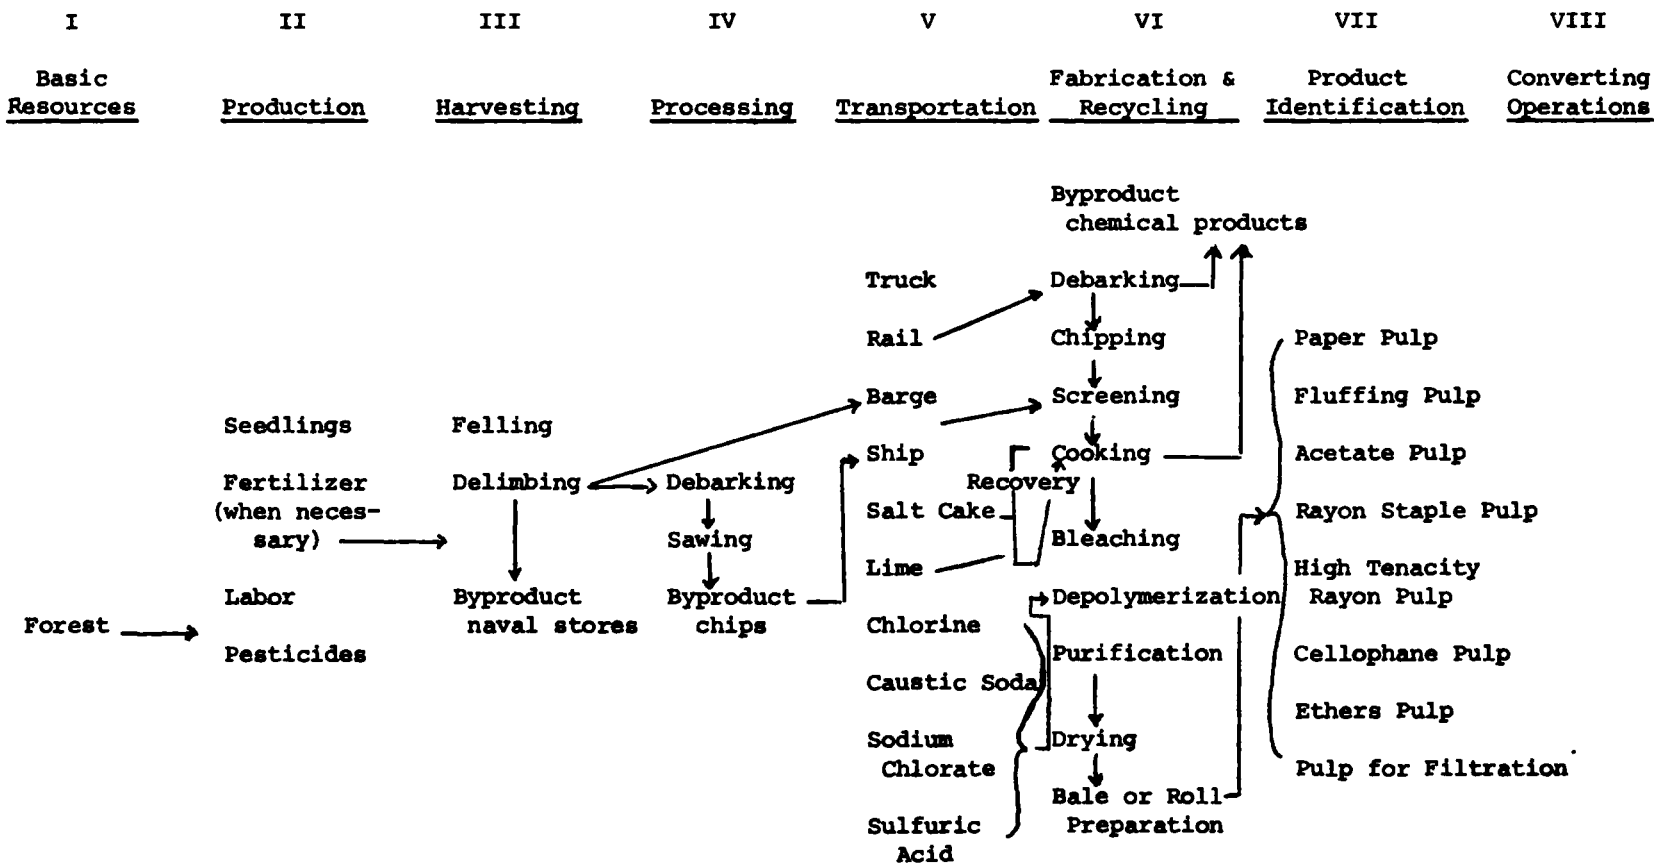 I II III IV V VI VII VIII
Basic Resources
Production
Harvesting
Processing
Transportation
Fabrication &
Recycling
Product
Identification
Converting
Operations
Forest
Seedlings
Fertilizer
(when neces-
sary)
Labor
Pesticides
Felling
Delimbing
Byproduct
naval stores
Debarking
Sawing
Byproduct
chips
Truck
Rail
Barge
Ship
Salt Cake
Lime
Chlorine
Caustic Soda
Sodium
Chlorate
Sulfuric
Acid
Byproduct
chemical products
Debarking
Chipping
Screening
Cooking
Recovery
Bleaching
Depolymerization
Purification
Drying
Bale or Roll
Preparation
Paper Pulp
Fluffing Pulp
Acetate Pulp
Rayon Staple Pulp
High Tenacity
Rayon Pulp
Cellophane Pulp
Ethers Pulp
Pulp for Filtration